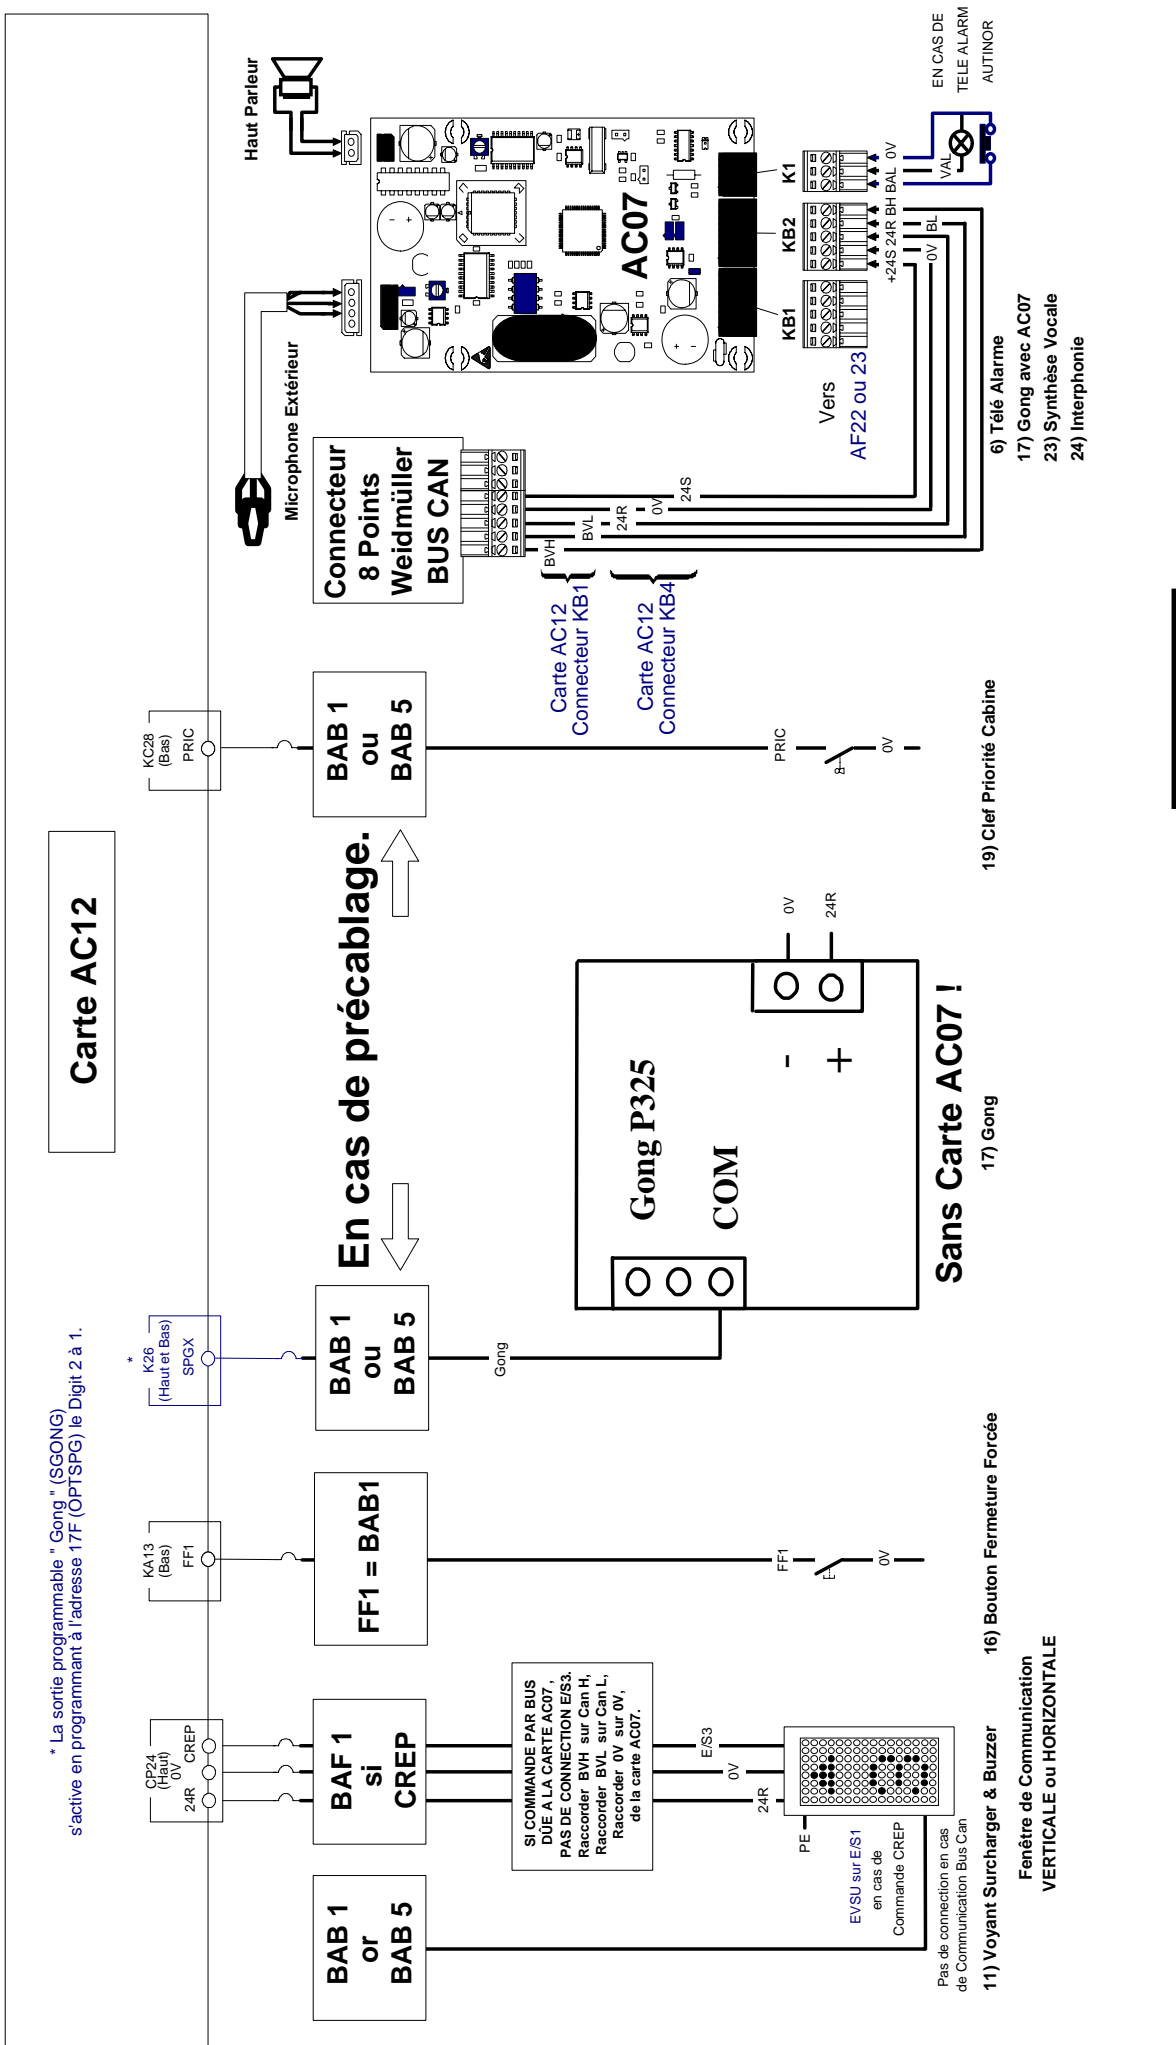 * La sortie programmable " Gong " (SGONG)
s'active en programmant à l'adresse 17F (OPTSPG) le Digit 2 à 1.
Carte AC12
CP24
(Haut)
24R
0V
CREP
KA13
(Bas)
FF1
*
K26
(Haut et Bas)
SPGX
KC28
(Bas)
PRIC
BAB 1
or
BAB 5
BAF 1
si
CREP
FF1 = BAB1
BAB 1
ou
BAB 5
En cas de précablage.
BAB 1
ou
BAB 5
Connecteur
8 Points
Weidmüller
BUS CAN
Microphone Extérieur
Haut Parleur
SI COMMANDE PAR BUS
DÛE A LA CARTE AC07 ,
PAS DE CONNECTION E/S3.
Raccorder BVH sur Can H,
Raccorder BVL sur Can L,
Raccorder 0V sur 0V,
de la carte AC07.
24R
0V
E/S3
PE
EVSU sur E/S1
en cas de
Commande CREP
Pas de connection en cas
de Communication Bus Can
11) Voyant Surcharger & Buzzer
Fenêtre de Communication
VERTICALE ou HORIZONTALE
FF1
0V
16) Bouton Fermeture Forcée
Gong
Gong P325
COM
-
+
0V
24R
Sans Carte AC07 !
17) Gong
PRIC
0V
19) Clef Priorité Cabine
BVH
BVL
24R
0V
24S
Carte AC12
Connecteur KB1
Carte AC12
Connecteur KB4
AC07
KB1
KB2
K1
Vers
AF22 ou 23
+24S
0V
24R
BL
BH
BAL
VAL
0V
EN CAS DE
TELE ALARM
AUTINOR
6) Télé Alarme
17) Gong avec AC07
23) Synthèse Vocale
24) Interphonie